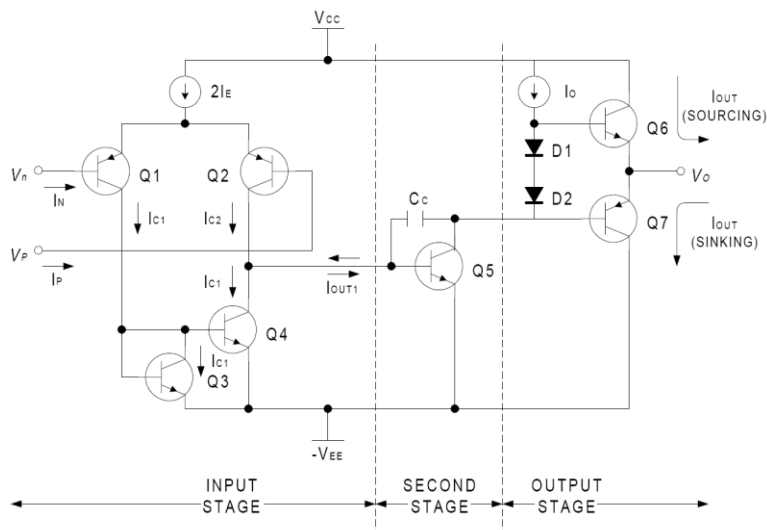 VCC
2IE
IO
Q6
IOUT
(SOURCING)
D1
Vn
Q1
Q2
VO
IN
CC
D2
Q7
IC1
IC2
IOUT
(SINKING)
VP
IP
IC1
IOUT1
Q5
Q4
IC1
Q3
-VEE
INPUT
STAGE
SECOND
STAGE
OUTPUT
STAGE